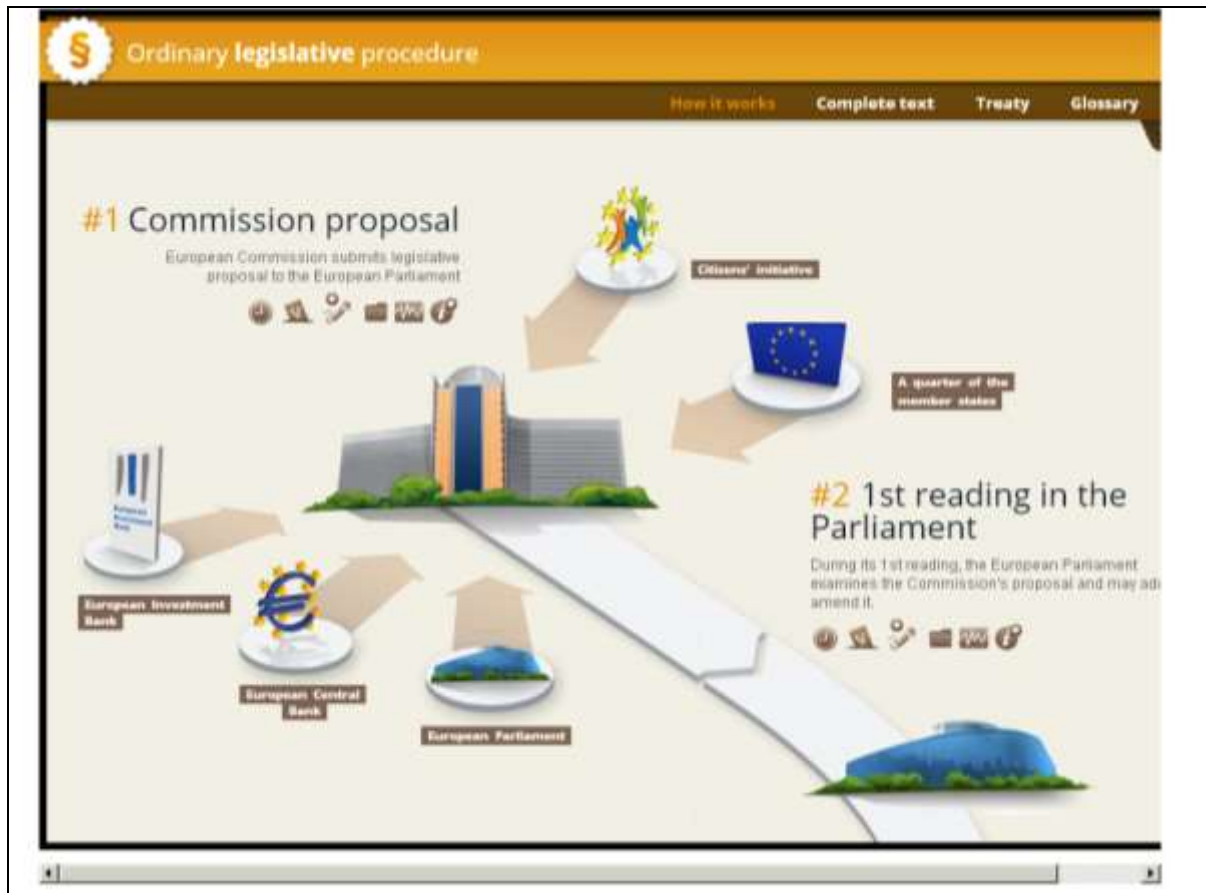 §
Ordinary legislative procedure
How it works Complete text Treaty Glossary
#1 Commission proposal
European Commission submits legislative
proposal to the European Parliament
Citizens' initiative
A quarter of the
member states
European
Investment
Bank
European Investment
Bank
European Central
Bank
European Parliament
#2 1st reading in the
Parliament
During its 1st reading, the European Parliament
examines the Commission's proposal and may
amend it.